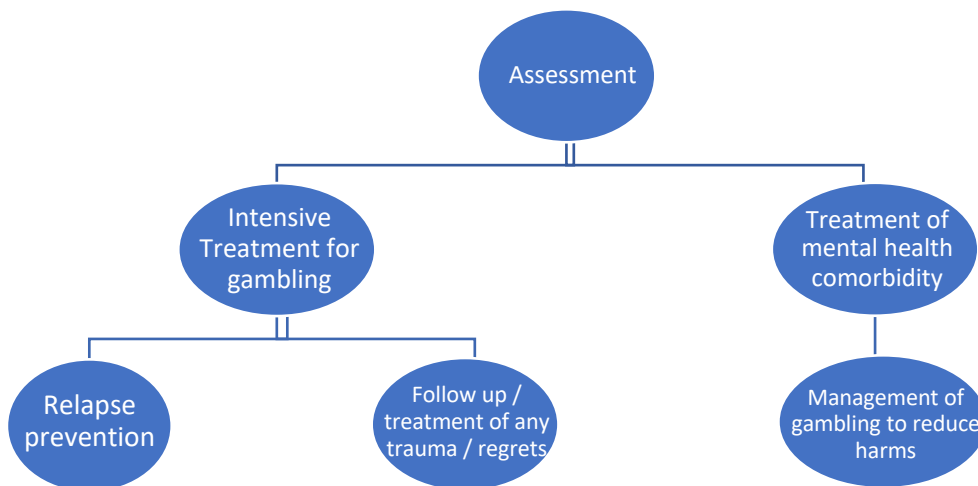 Assessment
Intensive
Treatment for
gambling
Treatment of
mental health
comorbidity
Relapse
prevention
Follow up /
treatment of any
trauma / regrets
Management of
gambling to reduce
harms